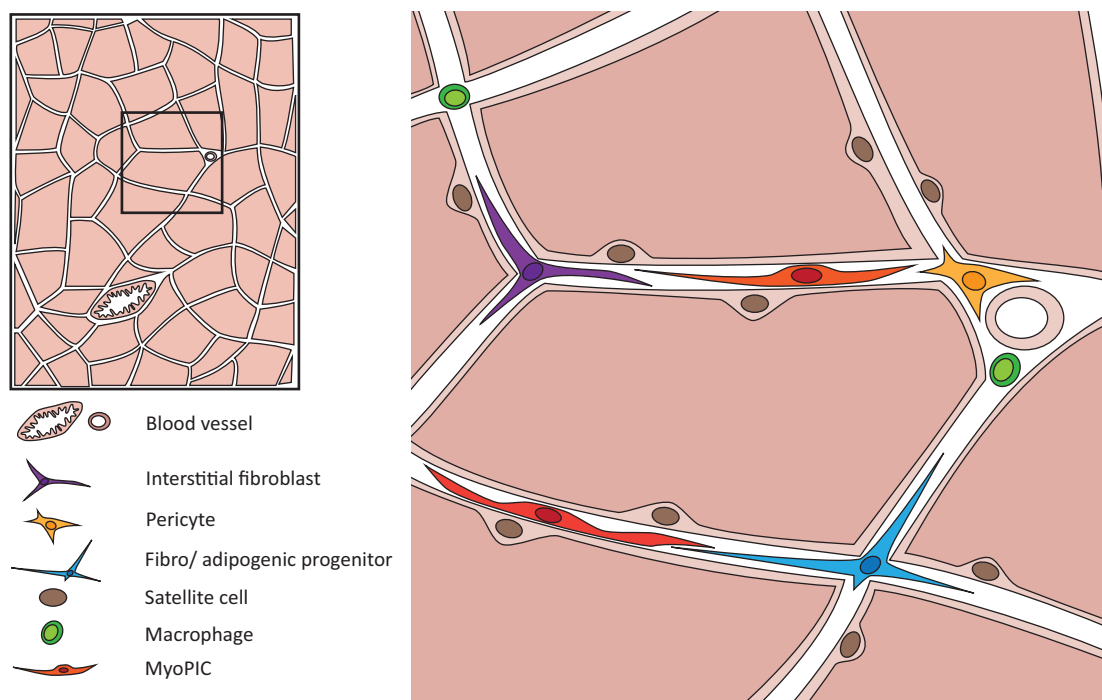 Blood vessel
Interstitial fibroblast
Pericyte
Fibro/ adipogenic progenitor
Satellite cell
Macrophage
MyoPIC